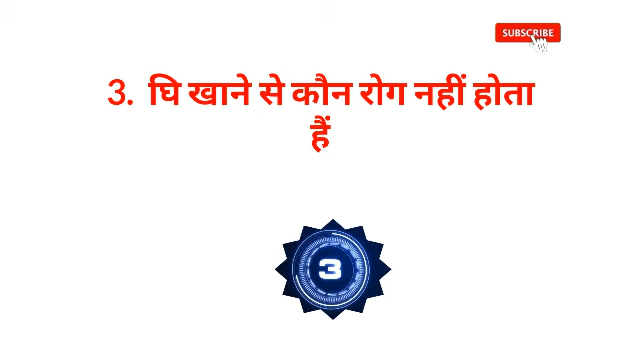 SUBSCRIBE
3. घि खाने से कौन रोग नहीं होता
हैं
3